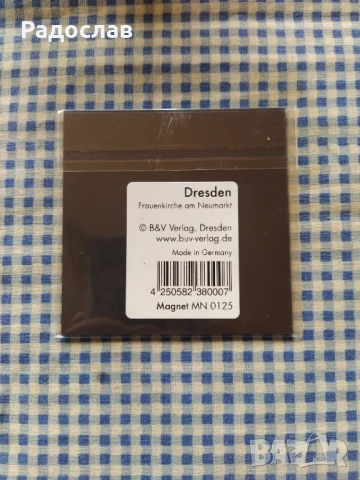 Радослав
Dresden
Frauenkirche am Neumarkt
© B&V Verlag, Dresden
www.buv-verlag.de
Made in Germany
4 250582 380007
Magnet MN 0125
BAZAR